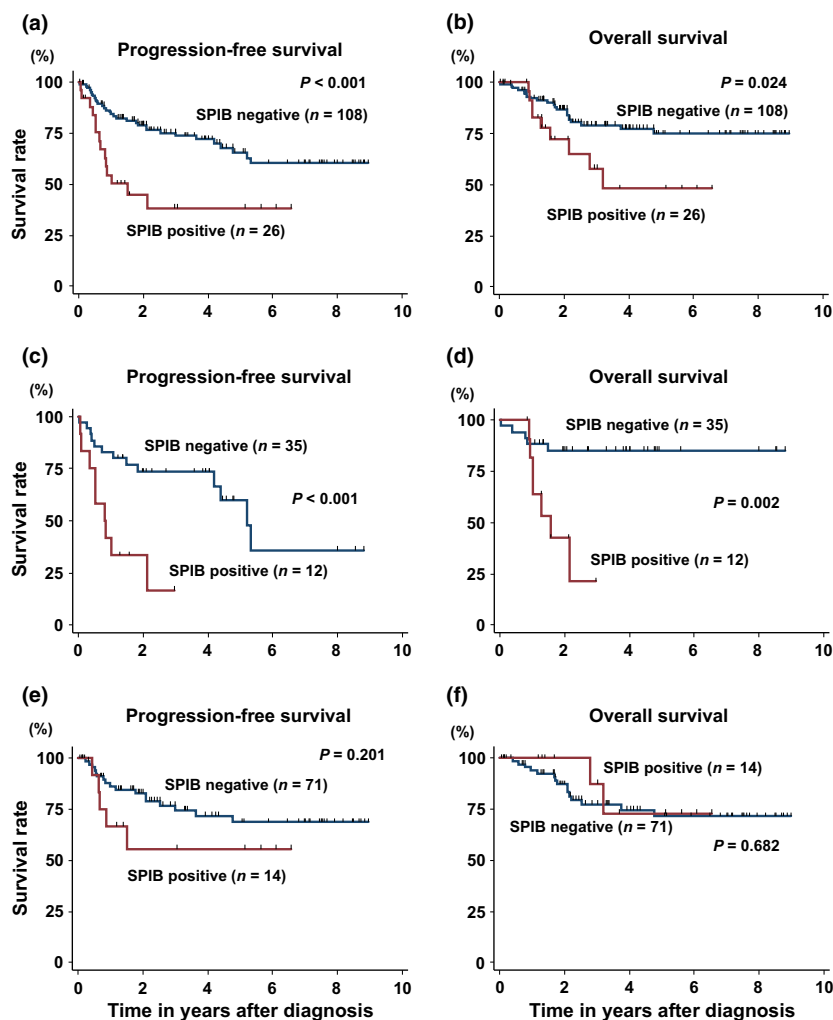 (a)
Progression-free survival
(%)
P < 0.001
SPIB negative (n = 108)
SPIB positive (n = 26)
Survival rate
100
75
50
25
0
0 2 4 6 8 10
(b)
Overall survival
(%)
P = 0.024
SPIB negative (n = 108)
SPIB positive (n = 26)
100
75
50
25
0
0 2 4 6 8 10
(c)
Progression-free survival
(%)
SPIB negative (n = 35)
P < 0.001
SPIB positive (n = 12)
Survival rate
100
75
50
25
0
0 2 4 6 8 10
(d)
Overall survival
(%)
SPIB negative (n = 35)
P = 0.002
SPIB positive (n = 12)
Survival rate
100
75
50
25
0
0 2 4 6 8 10
(e)
Progression-free survival
(%)
P = 0.201
SPIB negative (n = 71)
SPIB positive (n = 14)
Survival rate
100
75
50
25
0
0 2 4 6 8 10
Time in years after diagnosis
(f)
Overall survival
(%)
SPIB positive (n = 14)
SPIB negative (n = 71)
P = 0.682
Survival rate
100
75
50
25
0
0 2 4 6 8 10
Time in years after diagnosis